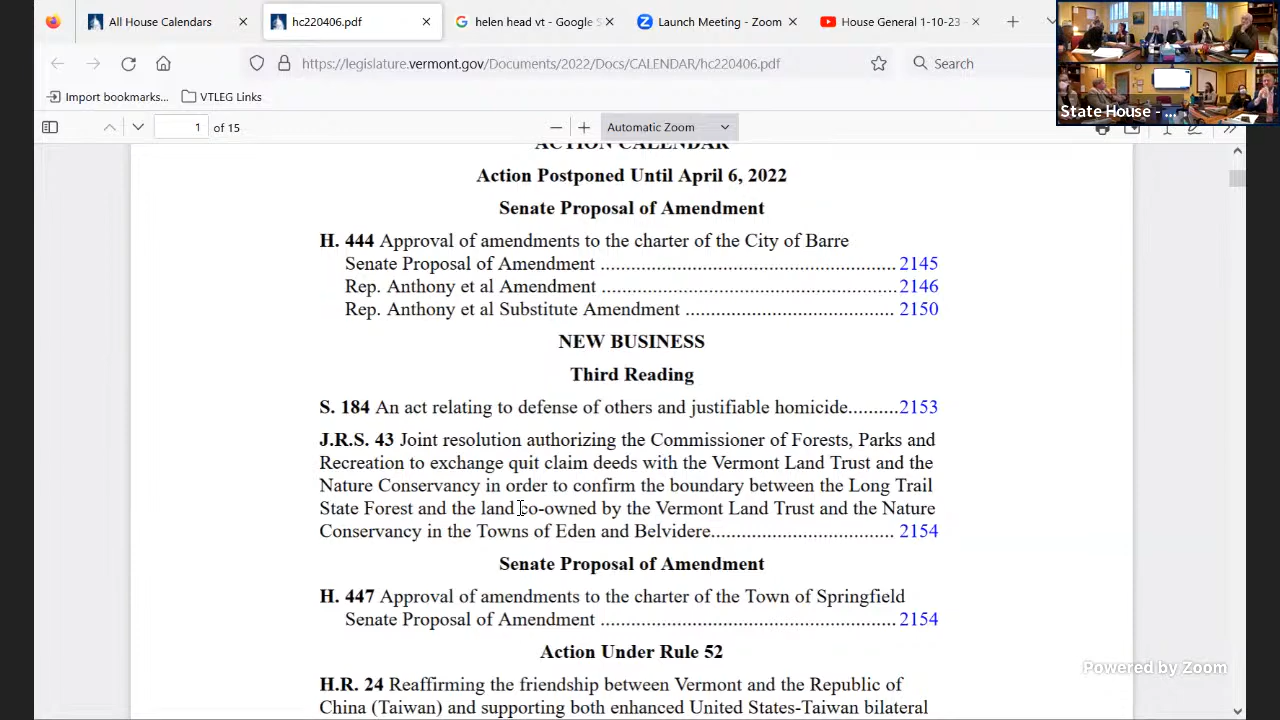 All House Calendars
hc220406.pdf
helen head vt - Google S
Launch Meeting - Zoom
House General 1-10-23 -
https://legislature.vermont.gov/Documents/2022/Docs/CALENDAR/hc220406.pdf
Search
Import bookmarks...
VTLEG Links
State House - ...
1 of 15
Automatic Zoom
ACTION CALENDAR
Action Postponed Until April 6, 2022
Senate Proposal of Amendment
H. 444 Approval of amendments to the charter of the City of Barre
Senate Proposal of Amendment ........................................................... 2145
Rep. Anthony et al Amendment ........................................................... 2146
Rep. Anthony et al Substitute Amendment .......................................... 2150
NEW BUSINESS
Third Reading
S. 184 An act relating to defense of others and justifiable homicide..........2153
J.R.S. 43 Joint resolution authorizing the Commissioner of Forests, Parks and
Recreation to exchange quit claim deeds with the Vermont Land Trust and the
Nature Conservancy in order to confirm the boundary between the Long Trail
State Forest and the land co-owned by the Vermont Land Trust and the Nature
Conservancy in the Towns of Eden and Belvidere..................................... 2154
Senate Proposal of Amendment
H. 447 Approval of amendments to the charter of the Town of Springfield
Senate Proposal of Amendment ........................................................... 2154
Action Under Rule 52
H.R. 24 Reaffirming the friendship between Vermont and the Republic of
China (Taiwan) and supporting both enhanced United States-Taiwan bilateral
Powered by Zoom